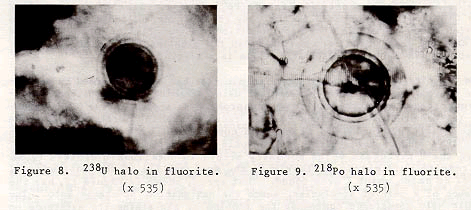 Figure 8. ²³⁸U halo in fluorite.
(x 535)
Figure 9. ²¹⁸Po halo in fluorite.
(x 535)